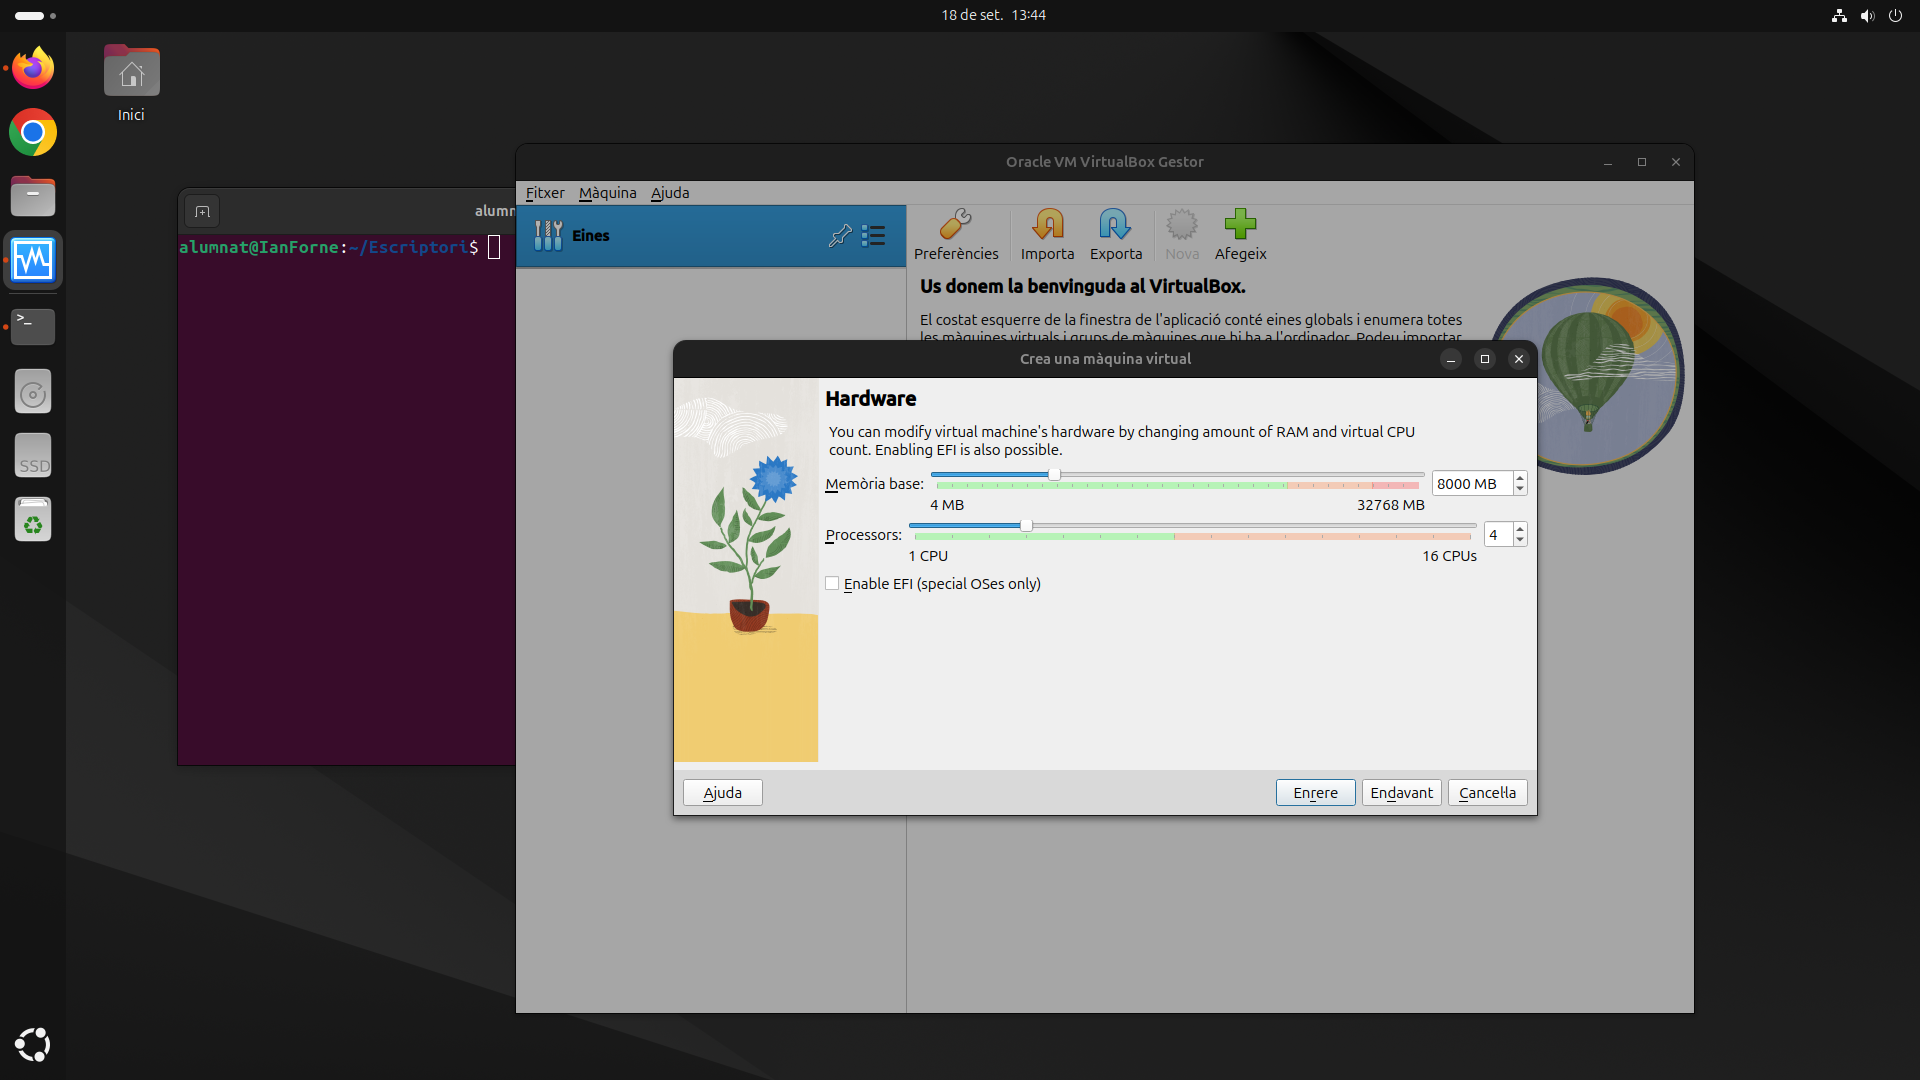 18 de set. 13:44
Inici
Oracle VM VirtualBox Gestor
Fitxer Màquina Ajuda
alumn
alumnat@IanForne:~/Escriptori$
Eines
Preferències Importa Exporta Nova Afegeix
Us donem la benvinguda al VirtualBox.
El costat esquerre de la finestra de l'aplicació conté eines globals i enumera totes
les màquines virtuals i grups de màquines que hi ha a l'ordinador. Podeu importar,
Crea una màquina virtual
Hardware
You can modify virtual machine's hardware by changing amount of RAM and virtual CPU
count. Enabling EFI is also possible.
Memòria base: 8000 MB
4 MB 32768 MB
Processors: 4
1 CPU 16 CPUs
Enable EFI (special OSes only)
Ajuda Enrere Endavant Cancel·la
SSD